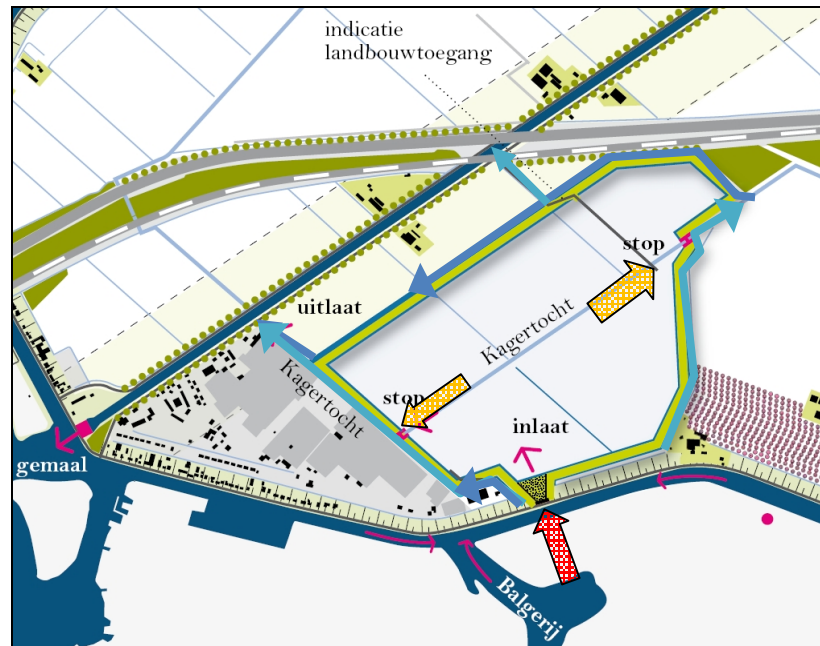 indicatie
landbouwtoegang
stop
uitlaat
Kagertocht
Kagertocht
stop
inlaat
gemaal
Balgerij